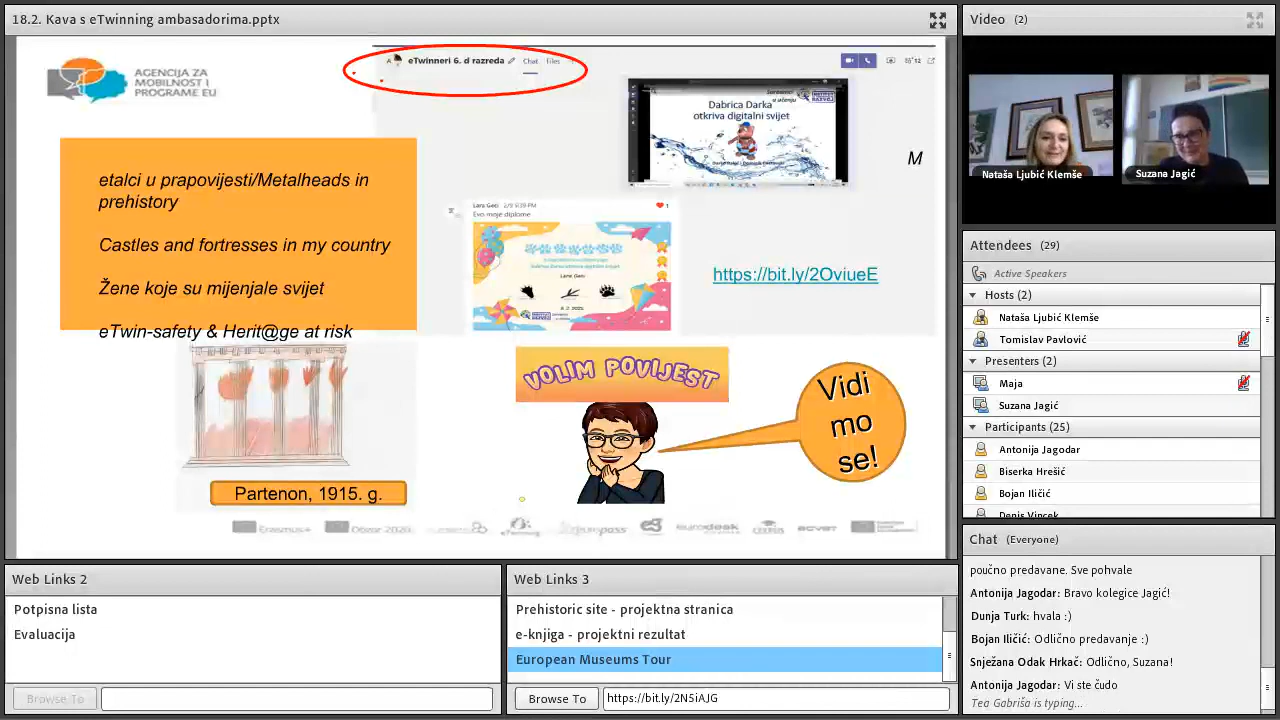 18.2. Kava s eTwinning ambasadorima.pptx
AGENCIJA ZA
MOBILNOST I
PROGRAME EU
eTwinneri 6. d razreda
Chat
Files
Dabrica Darka
otkriva digitalni svijet
M
etalci u prapovijesti/Metalheads in
prehistory
Castles and fortresses in my country
Žene koje su mijenjale svijet
eTwin-safety & Herit@ge at risk
Evo moje diplome
https://bit.ly/2OviueE
VOLIM POVIJEST
Vidi
mo
se!
Partenon, 1915. g.
Erasmus+
Obzor 2020.
Video (2)
Nataša Ljubić Klemše
Suzana Jagić
Attendees (29)
Active Speakers
Hosts (2)
Nataša Ljubić Klemše
Tomislav Pavlović
Presenters (2)
Maja
Suzana Jagić
Participants (25)
Antonija Jagodar
Biserka Hrešić
Bojan Iličić
Denis Vincek
Chat (Everyone)
poučno predavane. Sve pohvale
Antonija Jagodar: Bravo kolegice Jagić!
Dunja Turk: hvala :)
Bojan Iličić: Odlično predavanje :)
Snježana Odak Hrkač: Odlično, Suzana!
Antonija Jagodar: Vi ste čudo
Tea Gabriša is typing...
Web Links 2
Potpisna lista
Evaluacija
Browse To
Web Links 3
Prehistoric site - projektna stranica
e-knjiga - projektni rezultat
European Museums Tour
Browse To
https://bit.ly/2N5iAJG